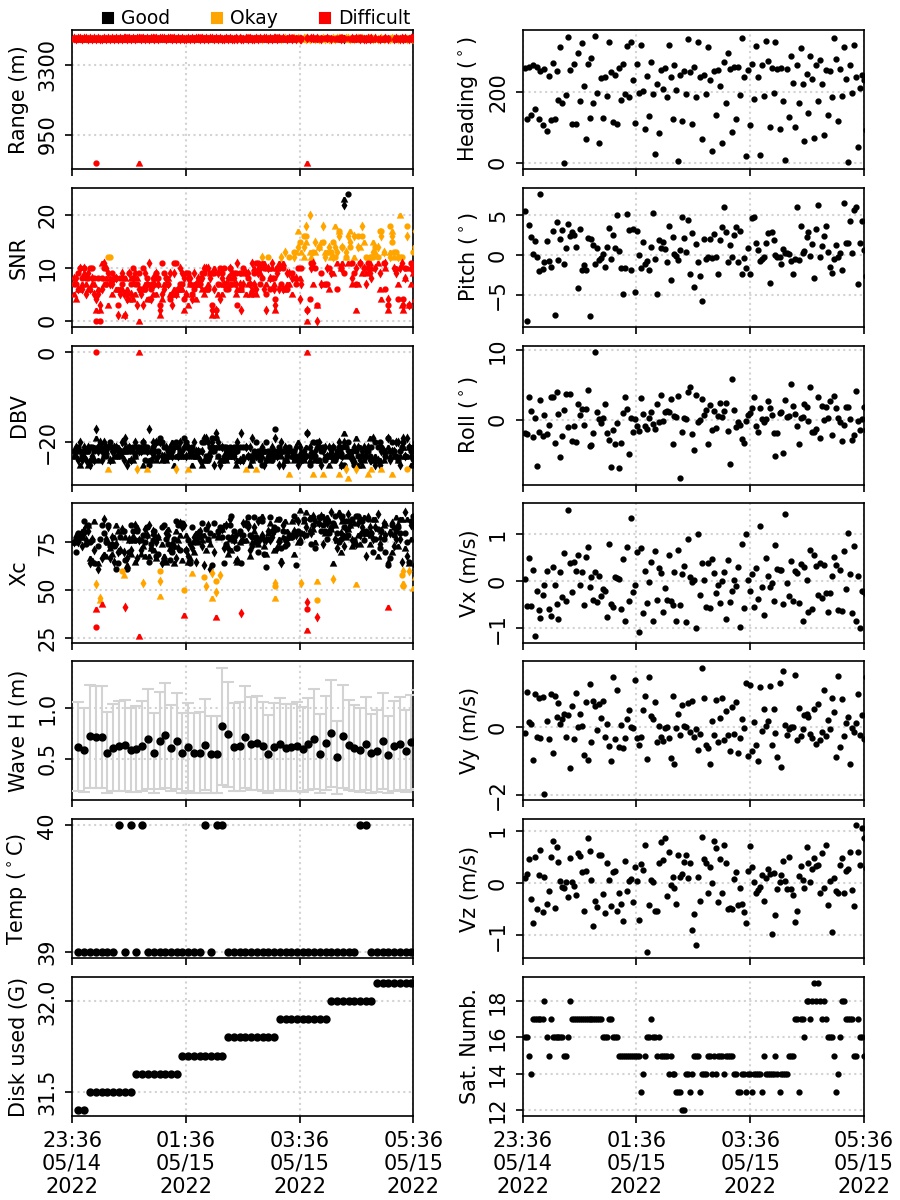 Good Okay Difficult
Range (m)
3300
950
Heading (°)
200
0
SNR
20
10
0
Pitch (°)
5
0
−5
DBV
0
−20
Roll (°)
10
0
Xc
75
50
25
Vx (m/s)
1
0
−1
Wave H (m)
1.0
0.5
Vy (m/s)
0
−2
Temp (°C)
40
39
Vz (m/s)
1
0
−1
Disk used (G)
32.0
31.5
Sat. Numb.
18
16
14
12
23:36 01:36 03:36 05:36
05/14 05/15 05/15 05/15
2022 2022 2022 2022
23:36 01:36 03:36 05:36
05/14 05/15 05/15 05/15
2022 2022 2022 2022